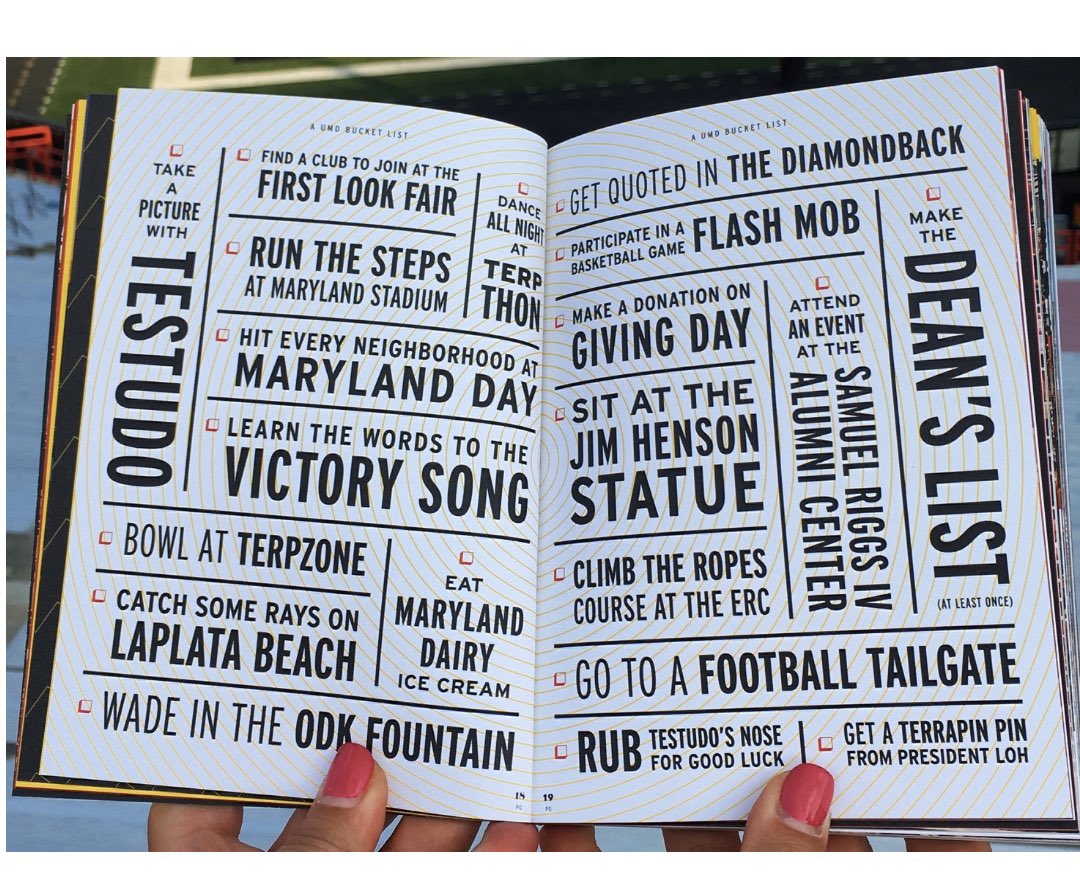 A UMD BUCKET LIST
TAKE
A
PICTURE
WITH
TESTUDO
FIND A CLUB TO JOIN AT THE
FIRST LOOK FAIR
RUN THE STEPS
AT MARYLAND STADIUM
DANCE
ALL NIGHT
AT
TERP
THON
HIT EVERY NEIGHBORHOOD AT
MARYLAND DAY
LEARN THE WORDS TO THE
VICTORY SONG
BOWL AT TERPZONE
CATCH SOME RAYS ON
LAPLATA BEACH
EAT
MARYLAND
DAIRY
ICE CREAM
WADE IN THE ODK FOUNTAIN
18
PG
A UMD BUCKET LIST
GET QUOTED IN THE DIAMONDBACK
PARTICIPATE IN A
BASKETBALL GAME FLASH MOB
MAKE A DONATION ON
GIVING DAY
SIT AT THE
JIM HENSON
STATUE
CLIMB THE ROPES
COURSE AT THE ERC
ATTEND
AN EVENT
AT THE
SAMUEL RIGGS IV
ALUMNI CENTER
MAKE
THE
DEAN'S LIST
(AT LEAST ONCE)
GO TO A FOOTBALL TAILGATE
RUB TESTUDO'S NOSE
FOR GOOD LUCK
GET A TERRAPIN PIN
FROM PRESIDENT LOH
19
PG